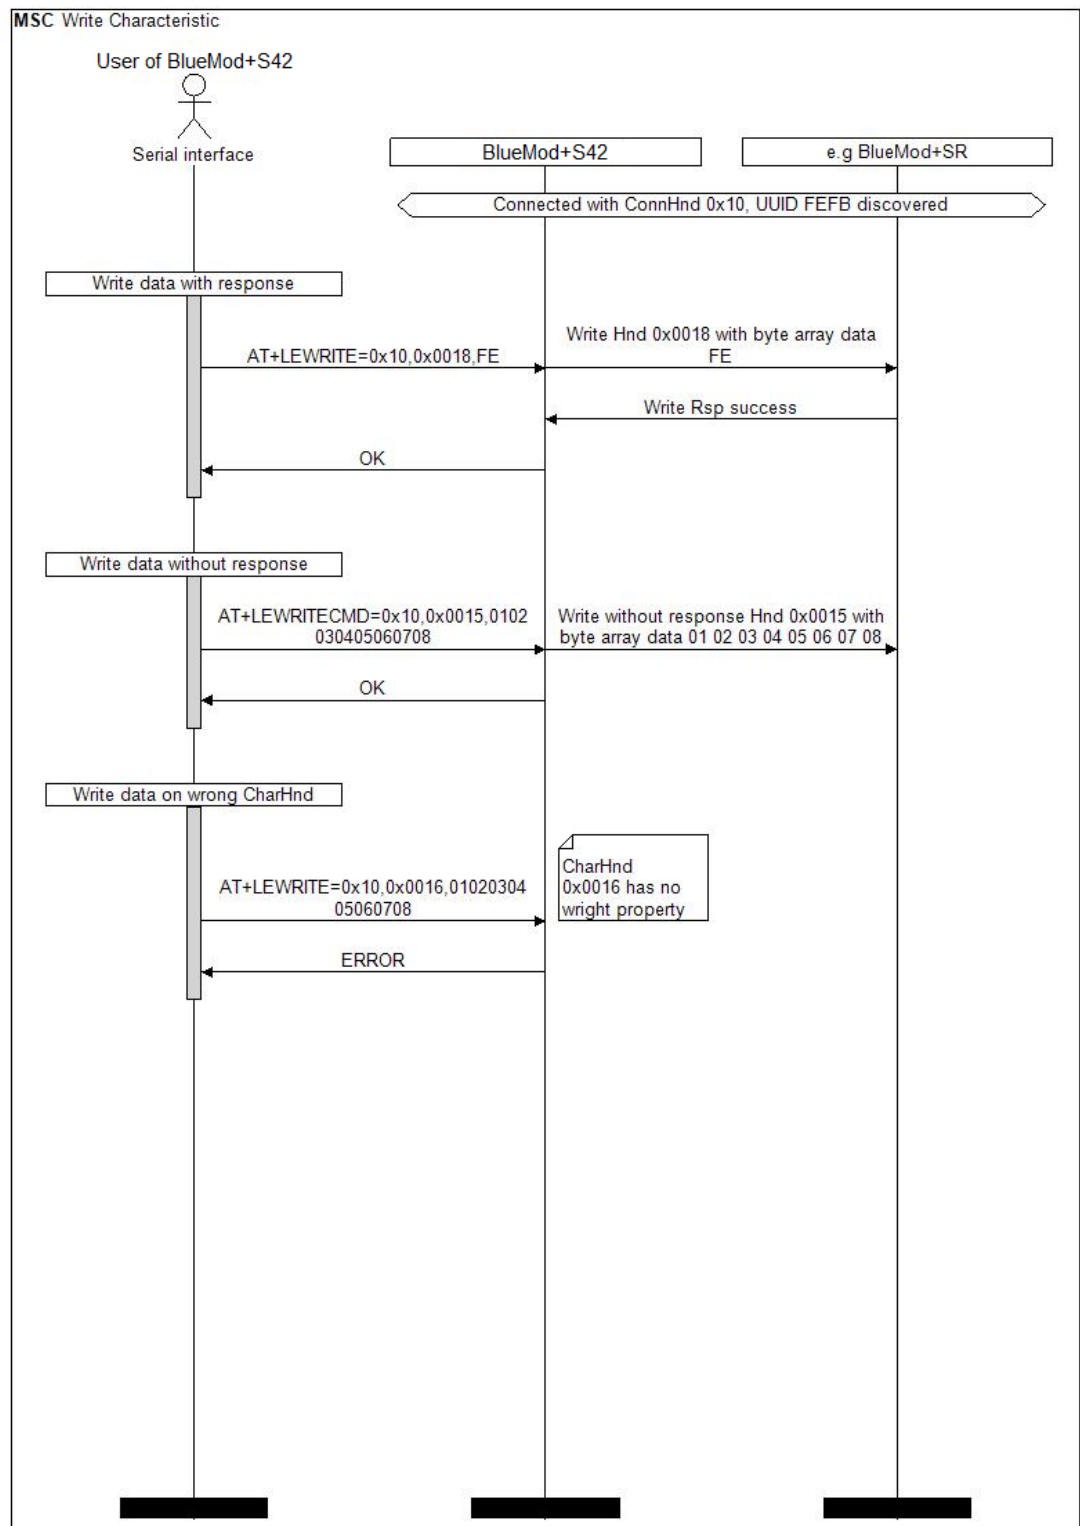 MSC Write Characteristic
User of BlueMod+S42
Serial interface
BlueMod+S42
e.g BlueMod+SR
Connected with ConnHnd 0x10, UUID FEFB discovered
Write data with response
AT+LEWRITE=0x10,0x0018,FE
Write Hnd 0x0018 with byte array data
FE
Write Rsp success
OK
Write data without response
AT+LEWRITECMD=0x10,0x0015,0102
030405060708
Write without response Hnd 0x0015 with
byte array data 01 02 03 04 05 06 07 08
OK
Write data on wrong CharHnd
AT+LEWRITE=0x10,0x0016,01020304
05060708
CharHnd
0x0016 has no
wright property
ERROR